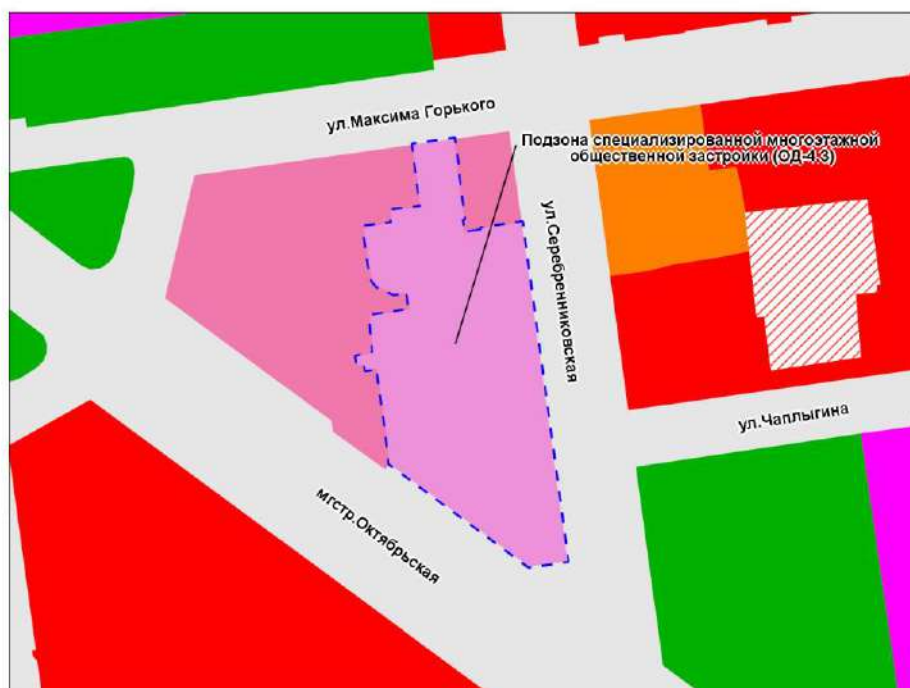 ул.Максима Горького
Подзона специализированной многоэтажной
общественной застройки (ОД-4.3)
ул.Серебренниковская
ул.Чаплыгина
мгстр.Октябрьская